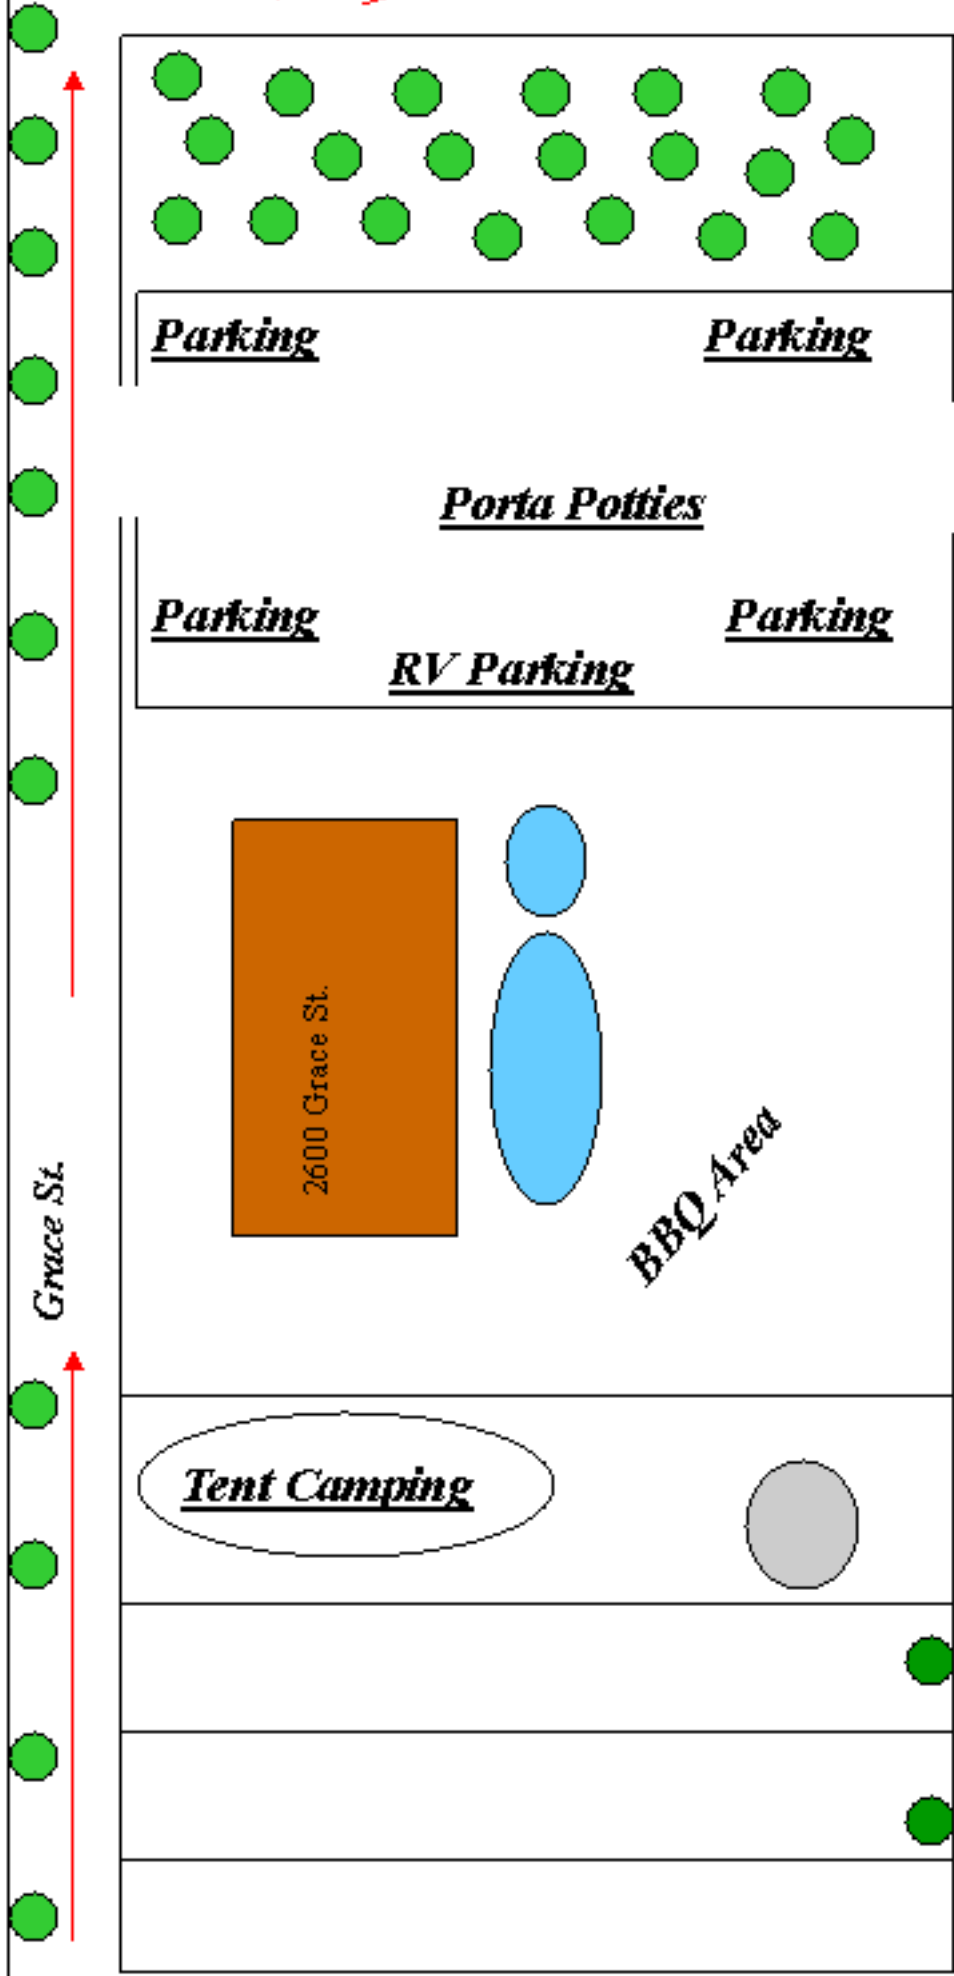 Parking
Parking
Porta Potties
Parking
Parking
RV Parking
2600 Grace St.
BBQ Area
Grace St.
Tent Camping